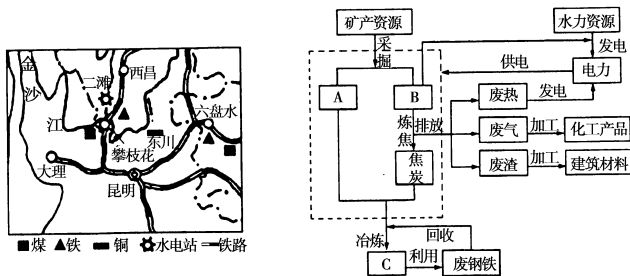 金
沙
江
二滩
西昌
六盘水
东川
攀枝花
大理
昆明
煤 铁 铜 水电站 铁路
矿产资源 水力资源
采
掘
发电
供电
电力
A B
废热 发电
炼
焦
排放
废气 加工 化工产品
焦
炭
废渣 加工 建筑材料
冶炼 回收
C 利用 废钢铁